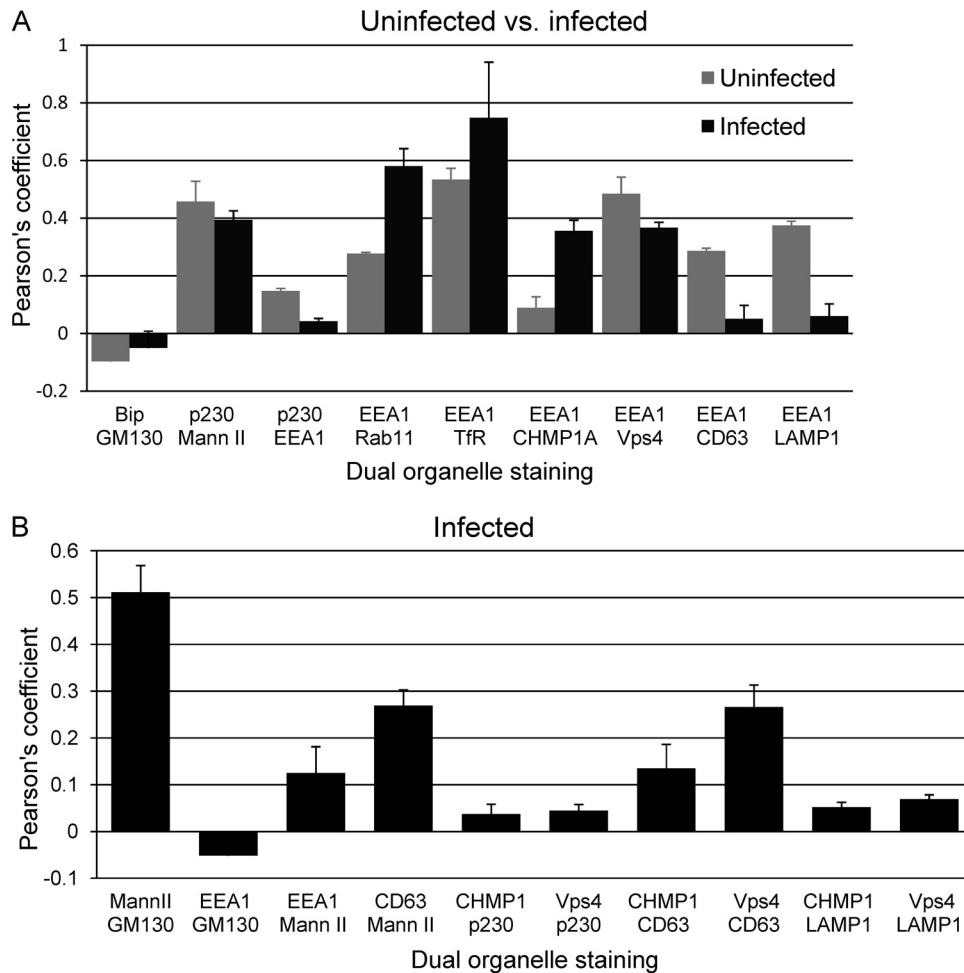 A
Uninfected vs. infected
Pearson's coefficient
1
0.8
0.6
0.4
0.2
0
-0.2
Uninfected
Infected
Bip p230 p230 EEA1 EEA1 EEA1 EEA1 EEA1 EEA1
GM130 Mann II EEA1 Rab11 TfR CHMP1A Vps4 CD63 LAMP1
Dual organelle staining
B
Infected
Pearson's coefficient
0.6
0.5
0.4
0.3
0.2
0.1
0
-0.1
MannII EEA1 EEA1 CD63 CHMP1 Vps4 CHMP1 Vps4 CHMP1 Vps4
GM130 GM130 Mann II Mann II p230 p230 CD63 CD63 LAMP1 LAMP1
Dual organelle staining